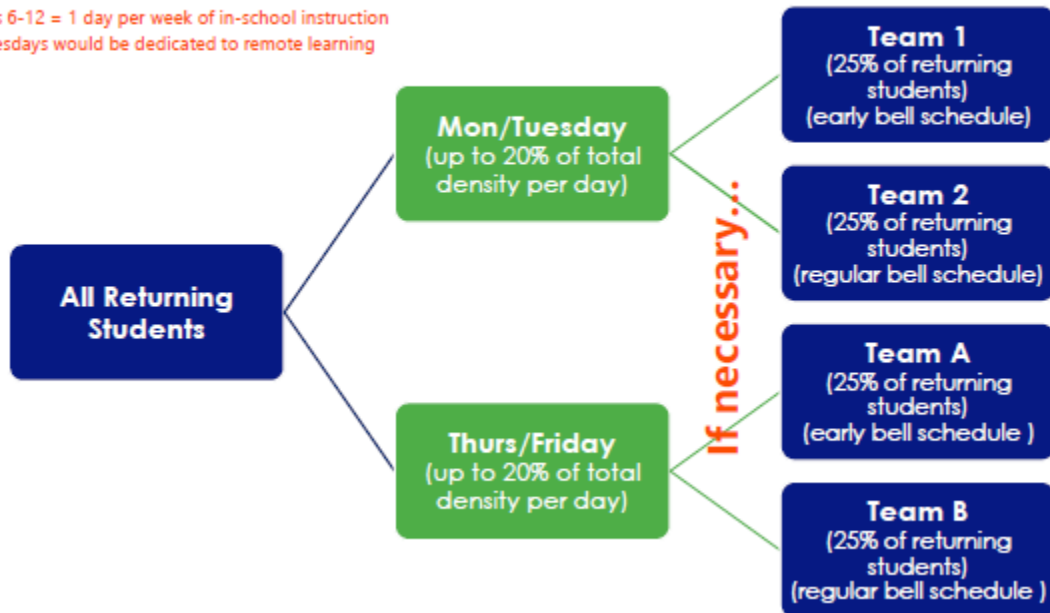 6-12 = 1 day per week of in-school instruction
would be dedicated to remote learning
All Returning
Students
Mon/Tuesday
(up to 20% of total
density per day)
Thurs/Friday
(up to 20% of total
density per day)
If necessary...
Team 1
(25% of returning
students)
(early bell schedule)
Team 2
(25% of returning
students)
(regular bell schedule)
Team A
(25% of returning
students)
(early bell schedule )
Team B
(25% of returning
students)
(regular bell schedule )